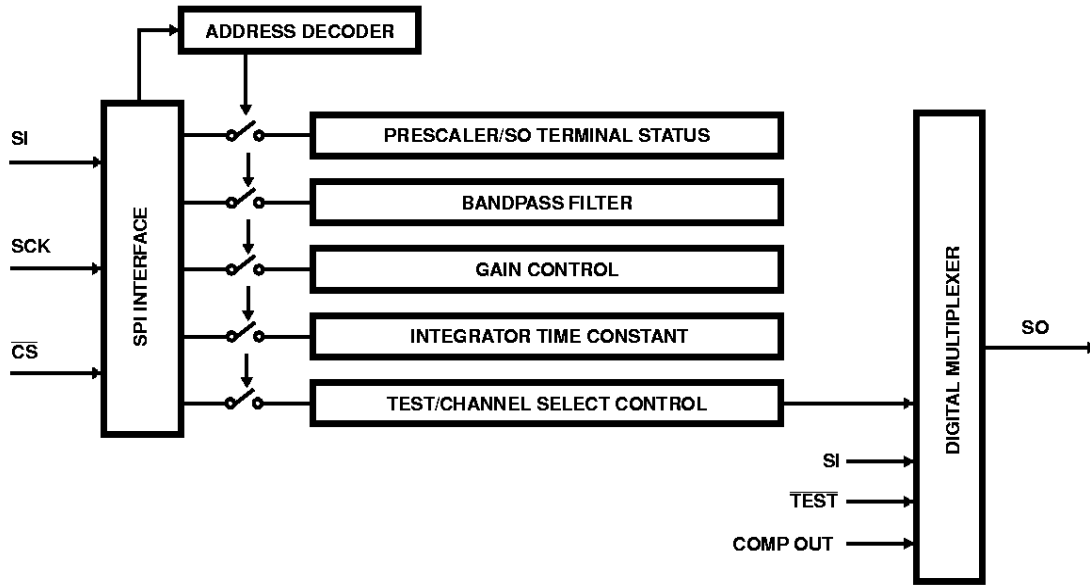 ADDRESS DECODER
SI
SCK
CS
SPI INTERFACE
PRESCALER/SO TERMINAL STATUS
BANDPASS FILTER
GAIN CONTROL
INTEGRATOR TIME CONSTANT
TEST/CHANNEL SELECT CONTROL
SI
TEST
COMP OUT
DIGITAL MULTIPLEXER
SO